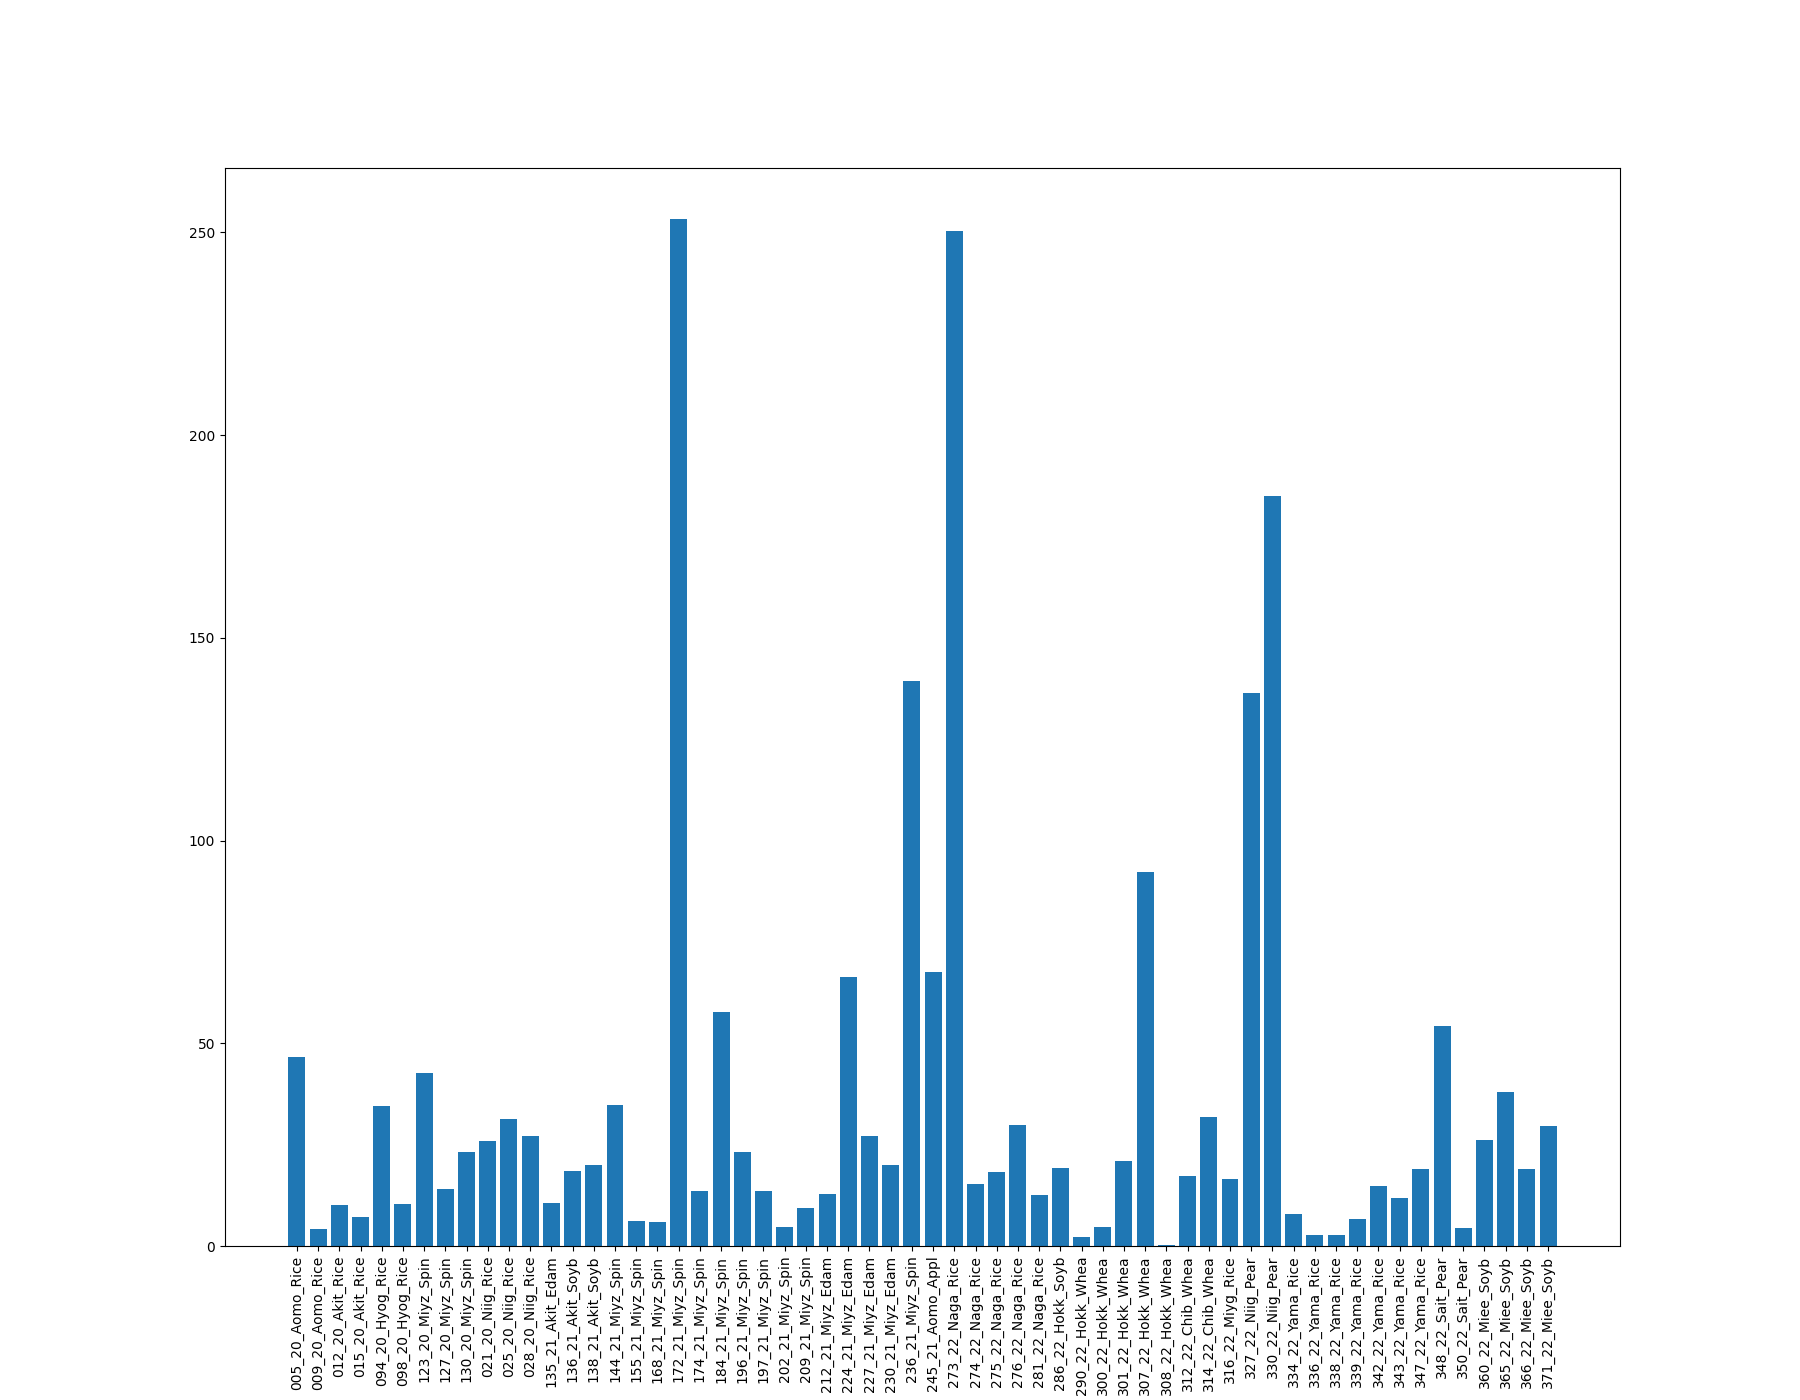 250
200
150
100
50
0
005_20_Aomo_Rice
009_20_Aomo_Rice
012_20_Akit_Rice
015_20_Akit_Rice
094_20_Hyog_Rice
098_20_Hyog_Rice
123_20_Miyz_Spin
127_20_Miyz_Spin
130_20_Miyz_Spin
021_20_Niig_Rice
025_20_Niig_Rice
028_20_Niig_Rice
135_21_Akit_Edam
136_21_Akit_Soyb
138_21_Akit_Soyb
144_21_Miyz_Spin
155_21_Miyz_Spin
168_21_Miyz_Spin
172_21_Miyz_Spin
174_21_Miyz_Spin
184_21_Miyz_Spin
196_21_Miyz_Spin
197_21_Miyz_Spin
202_21_Miyz_Spin
209_21_Miyz_Spin
212_21_Miyz_Edam
224_21_Miyz_Edam
227_21_Miyz_Edam
230_21_Miyz_Edam
236_21_Miyz_Spin
245_21_Aomo_Appl
273_22_Naga_Rice
274_22_Naga_Rice
275_22_Naga_Rice
276_22_Naga_Rice
281_22_Naga_Rice
286_22_Hokk_Soyb
290_22_Hokk_Whea
300_22_Hokk_Whea
301_22_Hokk_Whea
307_22_Hokk_Whea
308_22_Hokk_Whea
312_22_Chib_Whea
314_22_Chib_Whea
316_22_Miyg_Rice
327_22_Niig_Pear
330_22_Niig_Pear
334_22_Yama_Rice
336_22_Yama_Rice
338_22_Yama_Rice
339_22_Yama_Rice
342_22_Yama_Rice
343_22_Yama_Rice
347_22_Yama_Rice
348_22_Sait_Pear
350_22_Sait_Pear
360_22_Miee_Soyb
365_22_Miee_Soyb
366_22_Miee_Soyb
371_22_Miee_Soyb